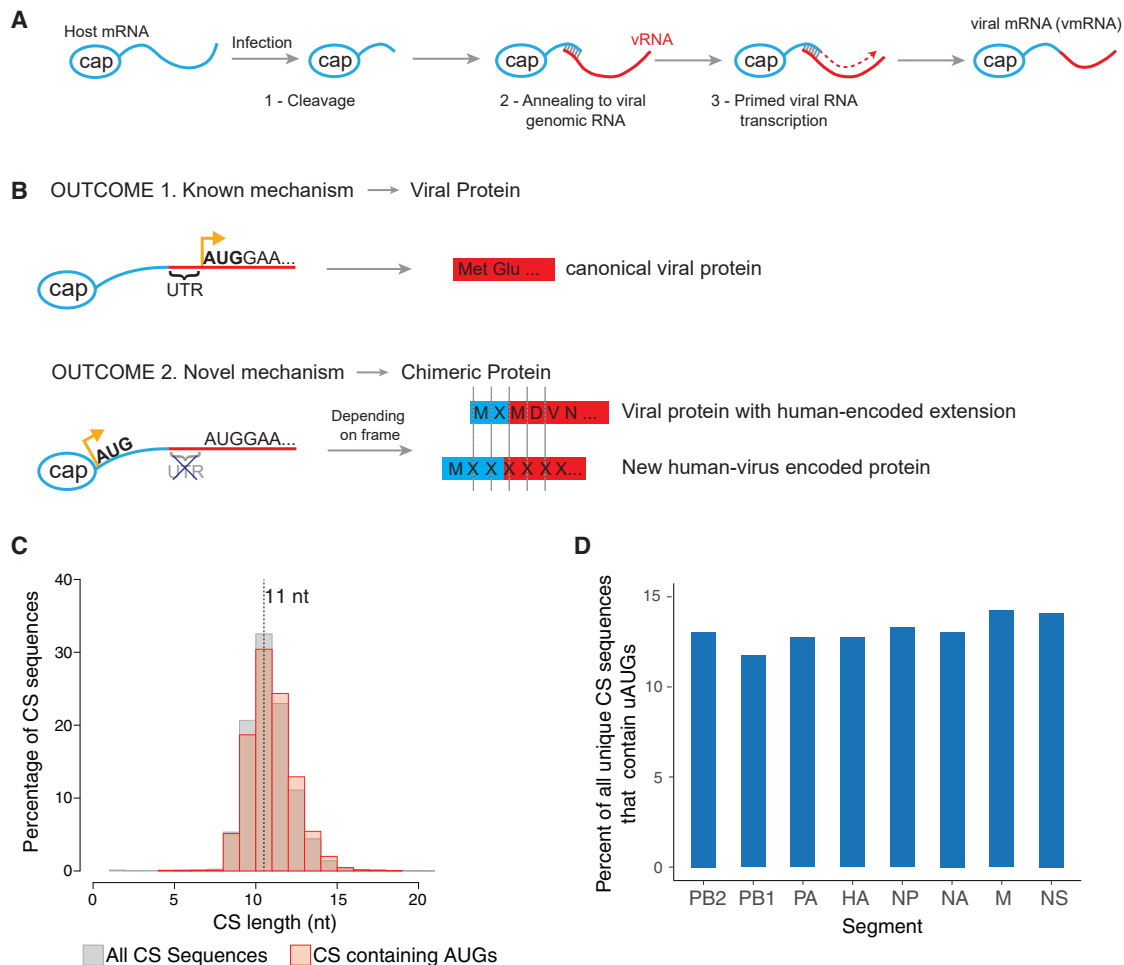 A
Host mRNA
cap
Infection
1 - Cleavage
cap
cap
vRNA
2 - Annealing to viral
genomic RNA
cap
3 - Primed viral RNA
transcription
viral mRNA (vmRNA)
cap
B
OUTCOME 1. Known mechanism
Viral Protein
cap
AUGGAA...
UTR
Met Glu ...
canonical viral protein
OUTCOME 2. Novel mechanism
Chimeric Protein
cap
AUG
AUGGAA...
UTR
Depending
on frame
M X M D V N ...
Viral protein with human-encoded extension
M X X X X X X...
New human-virus encoded protein
C
Percentage of CS sequences
40
30
20
10
0
11 nt
0 5 10 15 20
CS length (nt)
All CS Sequences
CS containing AUGs
D
Percent of all unique CS sequences
that contain uAUGs
15
10
5
0
PB2 PB1 PA HA NP NA M NS
Segment